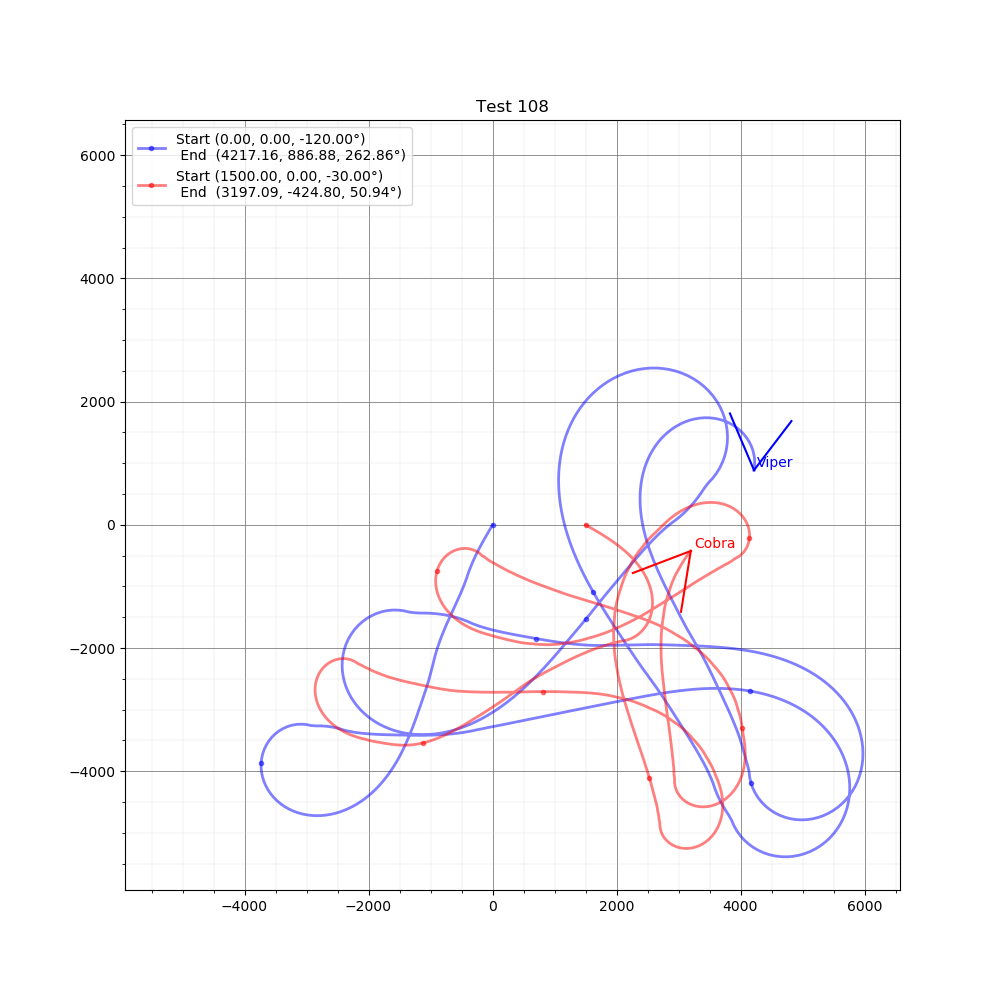 Test 108
Start (0.00, 0.00, -120.00°)
End  (4217.16, 886.88, 262.86°)
Start (1500.00, 0.00, -30.00°)
End  (3197.09, -424.80, 50.94°)
6000
4000
2000
0
−2000
−4000
Viper
Cobra
−4000
−2000
0
2000
4000
6000